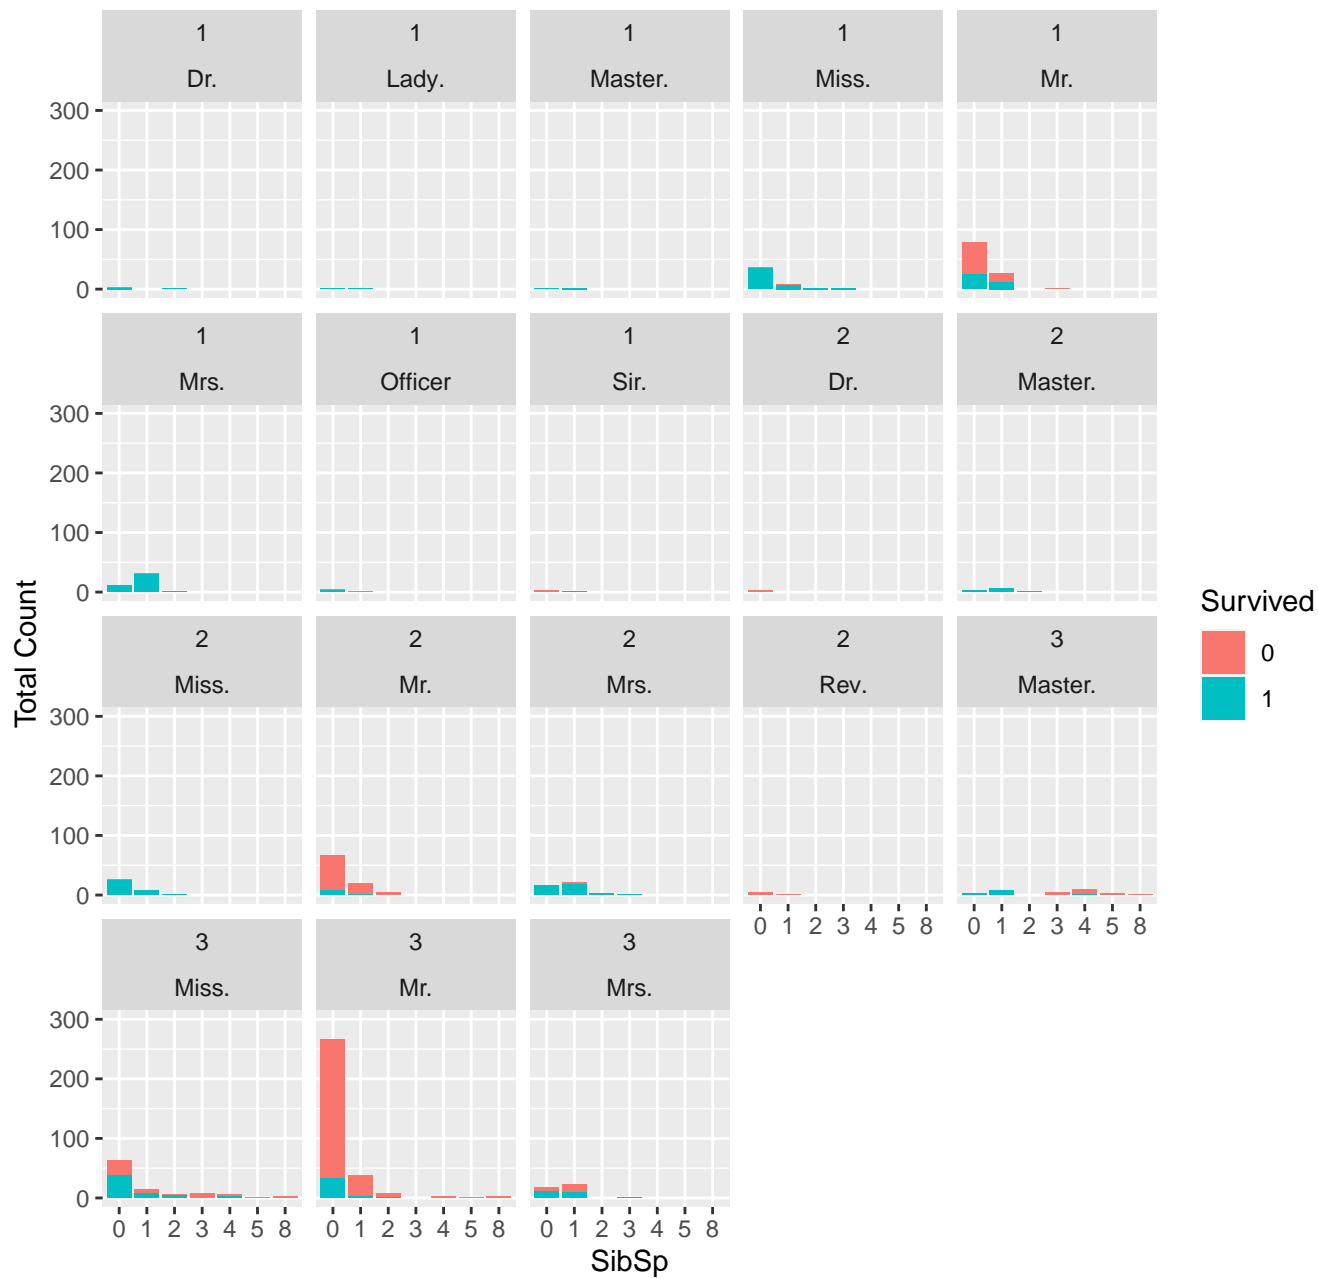 1 1 1 1 1
Dr. Lady. Master. Miss. Mr.
300
200
100
0
1 1 1 2 2
Mrs. Officer Sir. Dr. Master.
300
200
100
0
2 2 2 2 3
Miss. Mr. Mrs. Rev. Master.
300
200
100
0
0 1 2 3 4 5 8 0 1 2 3 4 5 8
3 3 3
Miss. Mr. Mrs.
300
200
100
0
0 1 2 3 4 5 8 0 1 2 3 4 5 8 0 1 2 3 4 5 8
SibSp
Total Count
Survived
0
1